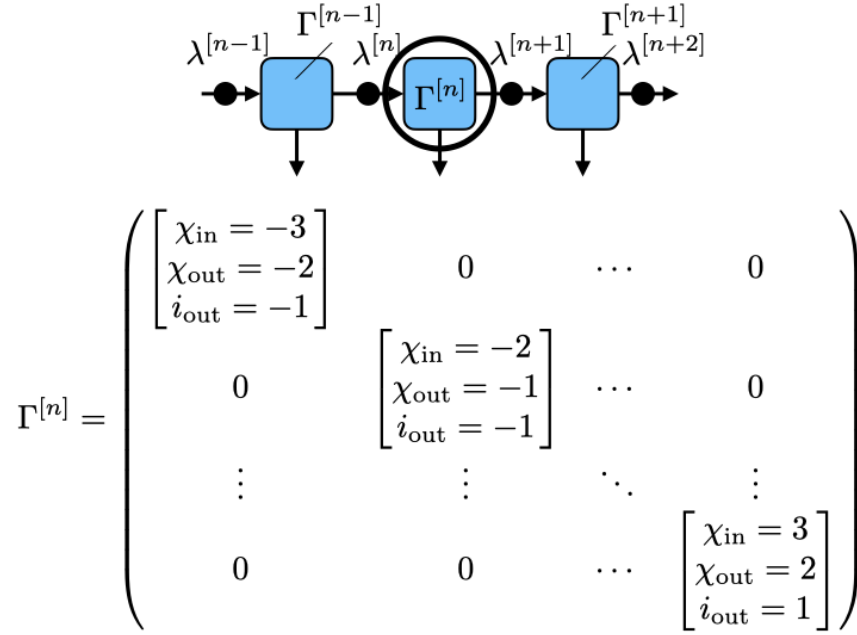 Γ^{[n-1]} Γ^{[n+1]}
λ^{[n-1]} λ^{[n]} λ^{[n+1]} λ^{[n+2]}
Γ^{[n]}
χ_in = −3
χ_out = −2 0 ⋯ 0
i_out = −1
χ_in = −2
0 χ_out = −1 ⋯ 0
i_out = −1
Γ^{[n]} =
⋮ ⋮ ⋱ ⋮
χ_in = 3
0 0 ⋯ χ_out = 2
i_out = 1